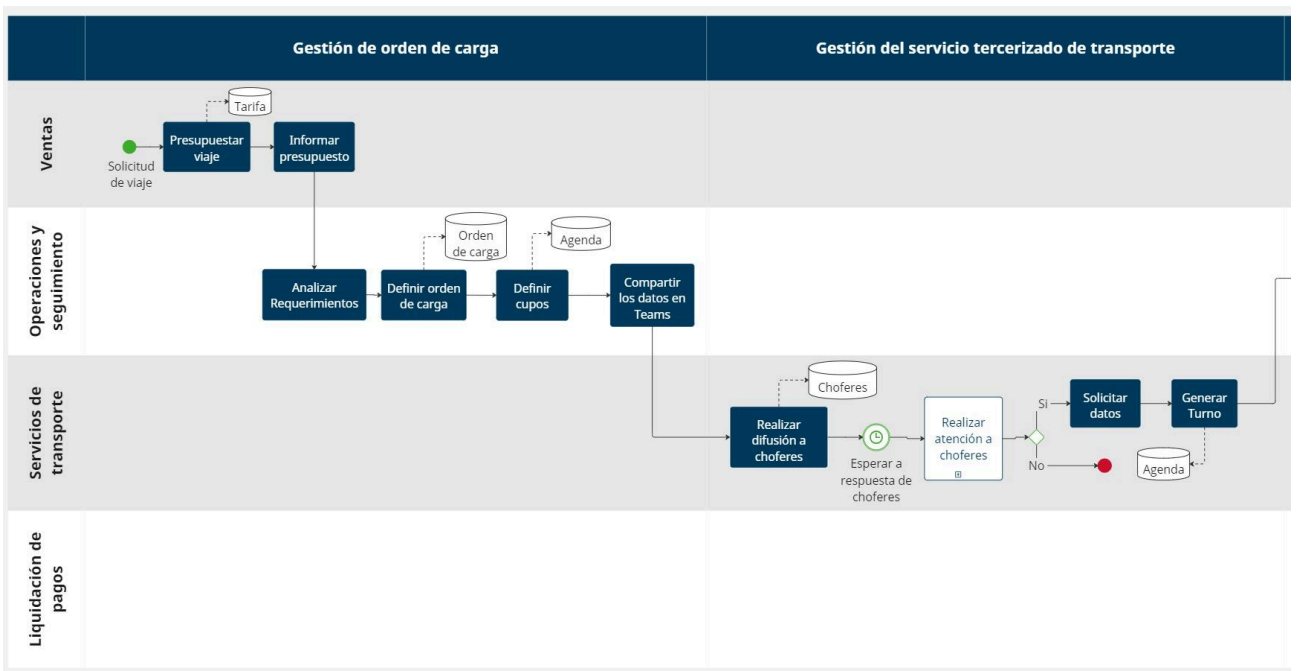 Gestión de orden de carga
Gestión del servicio tercerizado de transporte
Ventas
Tarifa
Presupuestar
viaje
Informar
presupuesto
Solicitud
de viaje
Operaciones y
seguimiento
Orden
de carga
Agenda
Analizar
Requerimientos
Definir orden
de carga
Definir
cupos
Compartir
los datos en
Teams
Servicios de
transporte
Choferes
Realizar
difusión a
choferes
Esperar a
respuesta de
choferes
Realizar
atención a
choferes
Si
No
Solicitar
datos
Generar
Turno
Agenda
Liquidación de
pagos